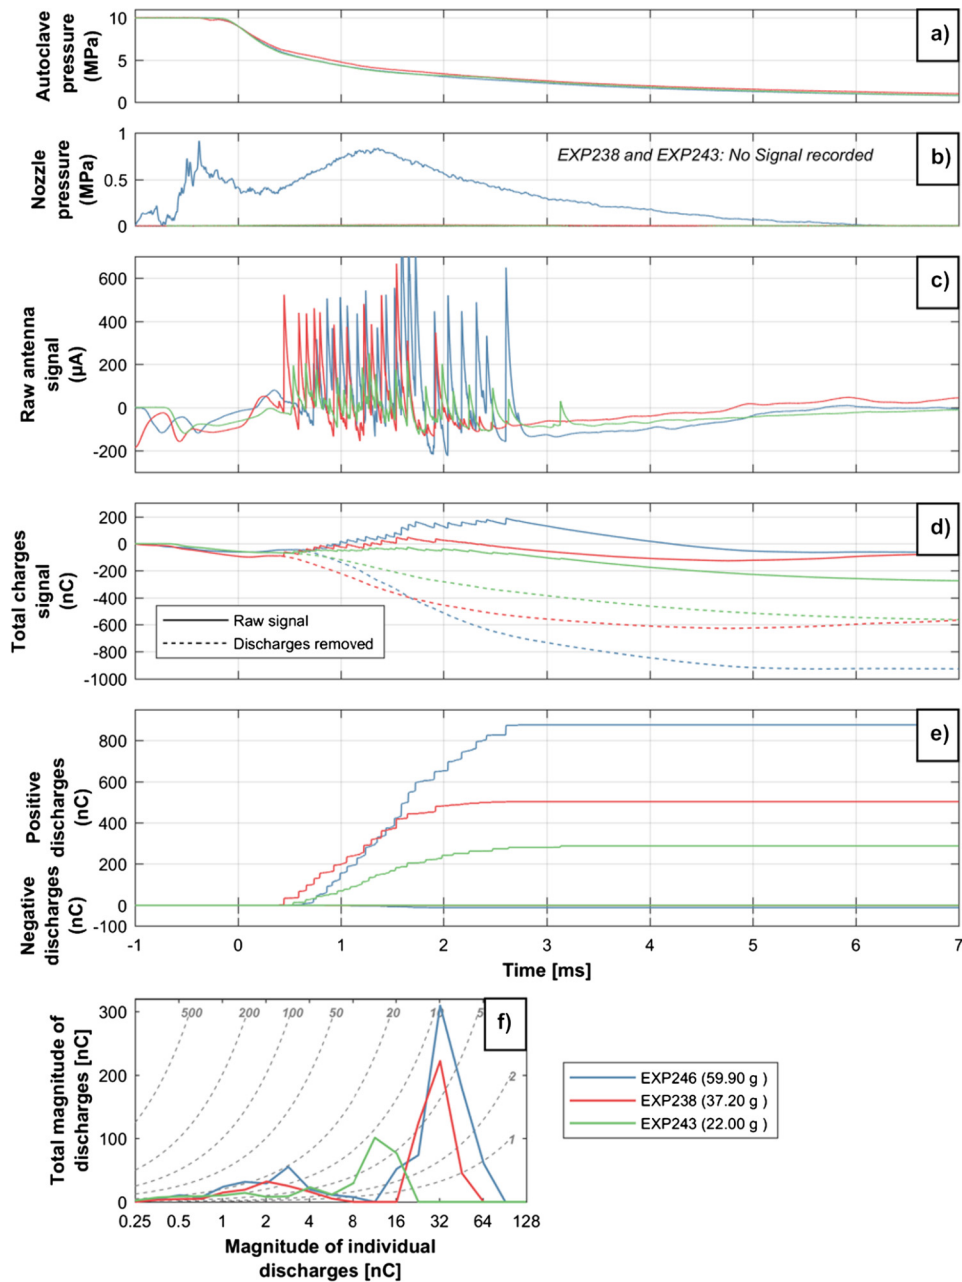 a)
Autoclave
pressure
(MPa)
10
5
0
b)
Nozzle
pressure
(MPa)
1
0.5
0
EXP238 and EXP243: No Signal recorded
c)
Raw antenna
signal
(µA)
600
400
200
0
-200
d)
Total charges
signal
(nC)
200
0
-200
-400
-600
-800
-1000
Raw signal
Discharges removed
e)
Positive
discharges
(nC)
Negative
discharges
(nC)
800
600
400
200
0
-100
-1 0 1 2 3 4 5 6 7
Time [ms]
f)
Total magnitude of
discharges [nC]
300
200
100
0
500 200 100 50 20 10 5
2
1
0.25 0.5 1 2 4 8 16 32 64 128
Magnitude of individual
discharges [nC]
EXP246 (59.90 g )
EXP238 (37.20 g )
EXP243 (22.00 g )